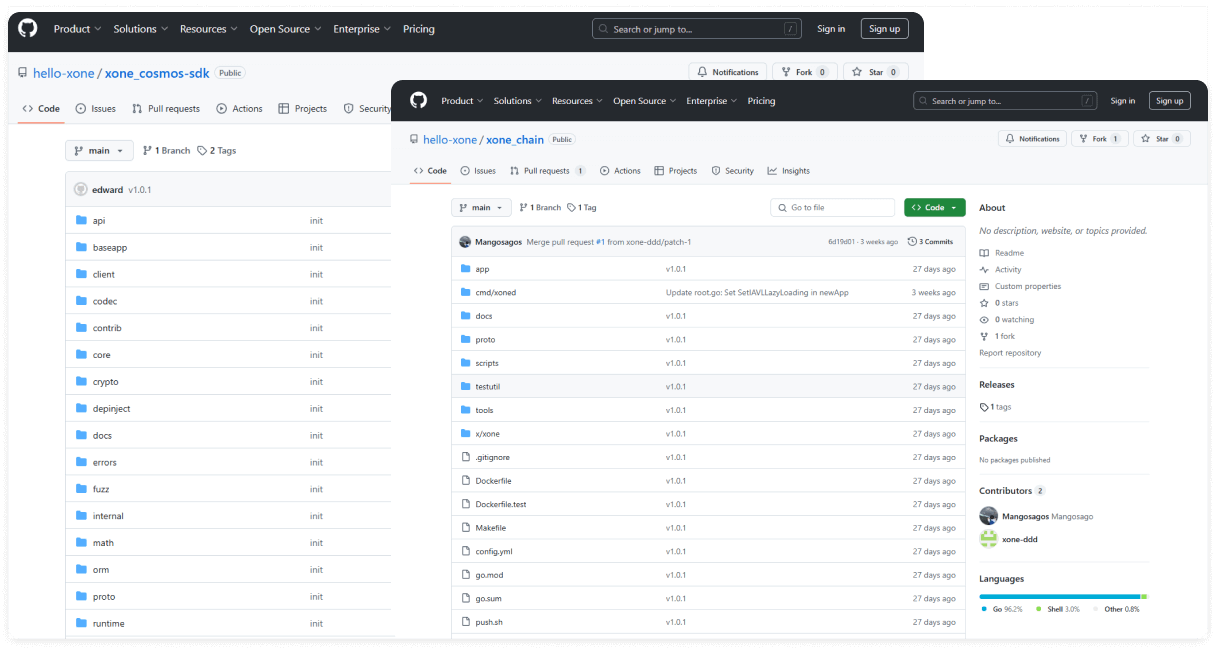 Product Solutions Resources Open Source Enterprise Pricing Search or jump to... / Sign in Sign up
hello-xone / xone_cosmos-sdk Public Notifications Fork 0 Star 0
Code Issues Pull requests Actions Projects Security
main 1 Branch 2 Tags
edward v1.0.1
api init
baseapp init
client init
codec init
contrib init
core init
crypto init
depinject init
docs init
errors init
fuzz init
internal init
math init
orm init
proto init
runtime init
Product Solutions Resources Open Source Enterprise Pricing Search or jump to... / Sign in Sign up
hello-xone / xone_chain Public Notifications Fork 1 Star 0
Code Issues Pull requests 1 Actions Projects Security Insights
main 1 Branch 1 Tag Go to file Code
Mangosagos Merge pull request #1 from xone-ddd/patch-1 6d19d01 · 3 weeks ago 3 Commits
app v1.0.1 27 days ago
cmd/xoned Update root.go: Set SetIAVLLazyLoading in newApp 3 weeks ago
docs v1.0.1 27 days ago
proto v1.0.1 27 days ago
scripts v1.0.1 27 days ago
testutil v1.0.1 27 days ago
tools v1.0.1 27 days ago
x/xone v1.0.1 27 days ago
.gitignore v1.0.1 27 days ago
Dockerfile v1.0.1 27 days ago
Dockerfile.test v1.0.1 27 days ago
Makefile v1.0.1 27 days ago
config.yml v1.0.1 27 days ago
go.mod v1.0.1 27 days ago
go.sum v1.0.1 27 days ago
push.sh v1.0.1 27 days ago
About
No description, website, or topics provided.
Readme
Activity
Custom properties
0 stars
0 watching
1 fork
Report repository
Releases
1 tags
Packages
No packages published
Contributors 2
Mangosagos Mangosago
xone-ddd
Languages
Go 96.2% Shell 3.0% Other 0.8%